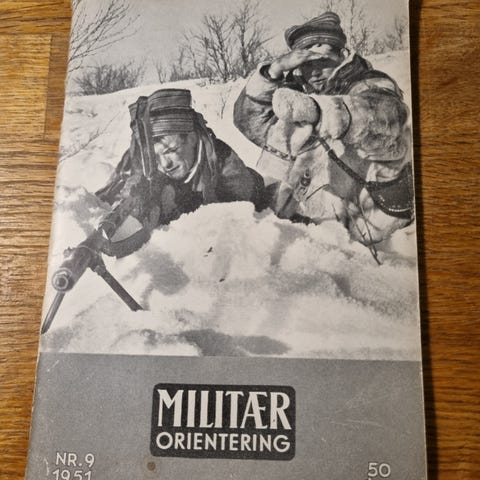 MILITÆR
ORIENTERING
NR. 9
1951
50